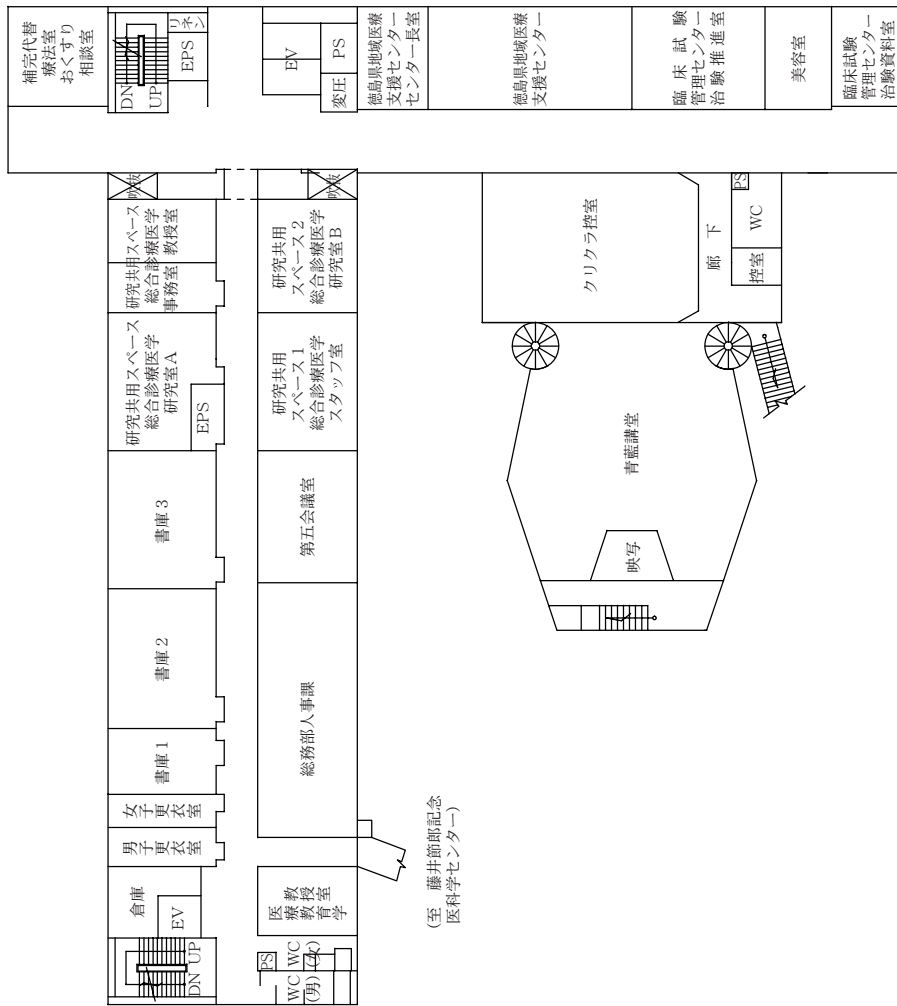 補完代替
療法室
おくすり
相談室
DN
UP
リネン
EPS
EV
PS
変圧
徳島県地域医療
支援センター
センター長室
徳島県地域医療
支援センター
臨床試験
管理センター
治験推進室
美容室
臨床試験
管理センター
治験資料室
吹抜
吹抜
研究共用スペース
総合診療医学
教授室
研究共用スペース
総合診療医学
事務室
研究共用スペース
総合診療医学
研究室A
EPS
書庫3
書庫2
書庫1
女子更衣室
男子更衣室
倉庫
EV
DN
UP
研究共用
スペース2
総合診療医学
研究室B
研究共用
スペース1
総合診療医学
スタッフ室
第五会議室
総務部人事課
医療教育学
教授室
PS
WC
(女)
WC
(男)
(至 藤井節郎記念
医科学センター)
クリクラ控室
廊下
PS
WC
控室
青藍講堂
映写